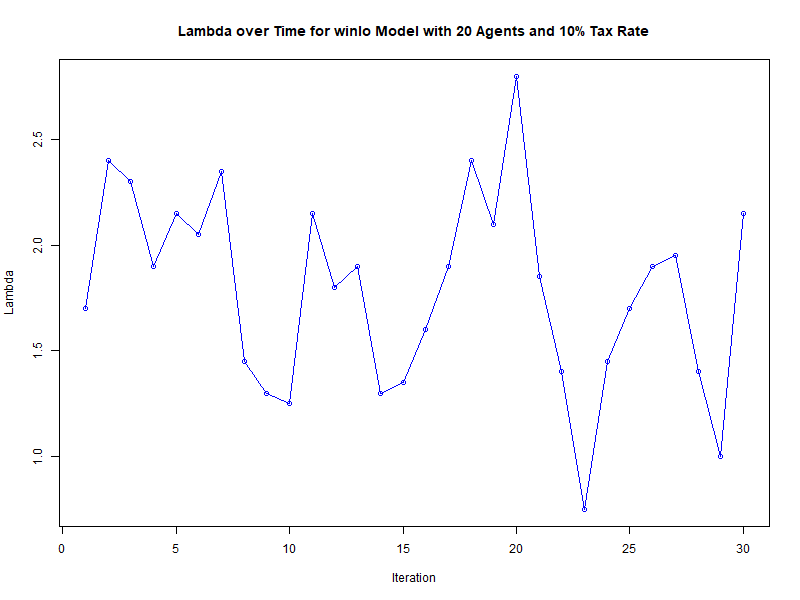 Lambda over Time for winlo Model with 20 Agents and 10% Tax Rate
2.5
2.0
1.5
1.0
Lambda
0 5 10 15 20 25 30
Iteration